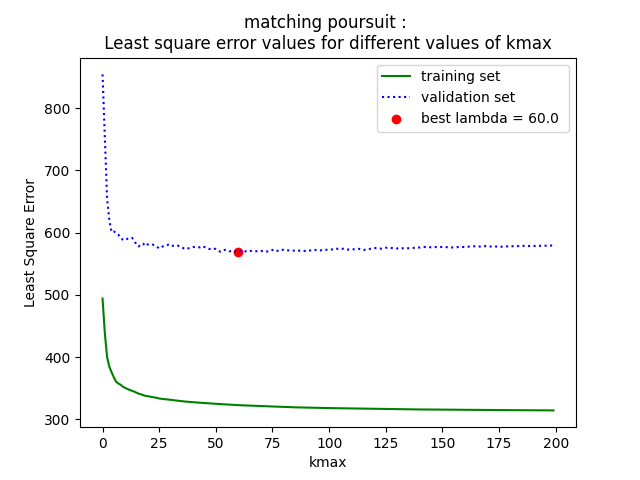 matching poursuit :
Least square error values for different values of kmax
training set
validation set
best lambda = 60.0
Least Square Error
800
700
600
500
400
300
0 25 50 75 100 125 150 175 200
kmax